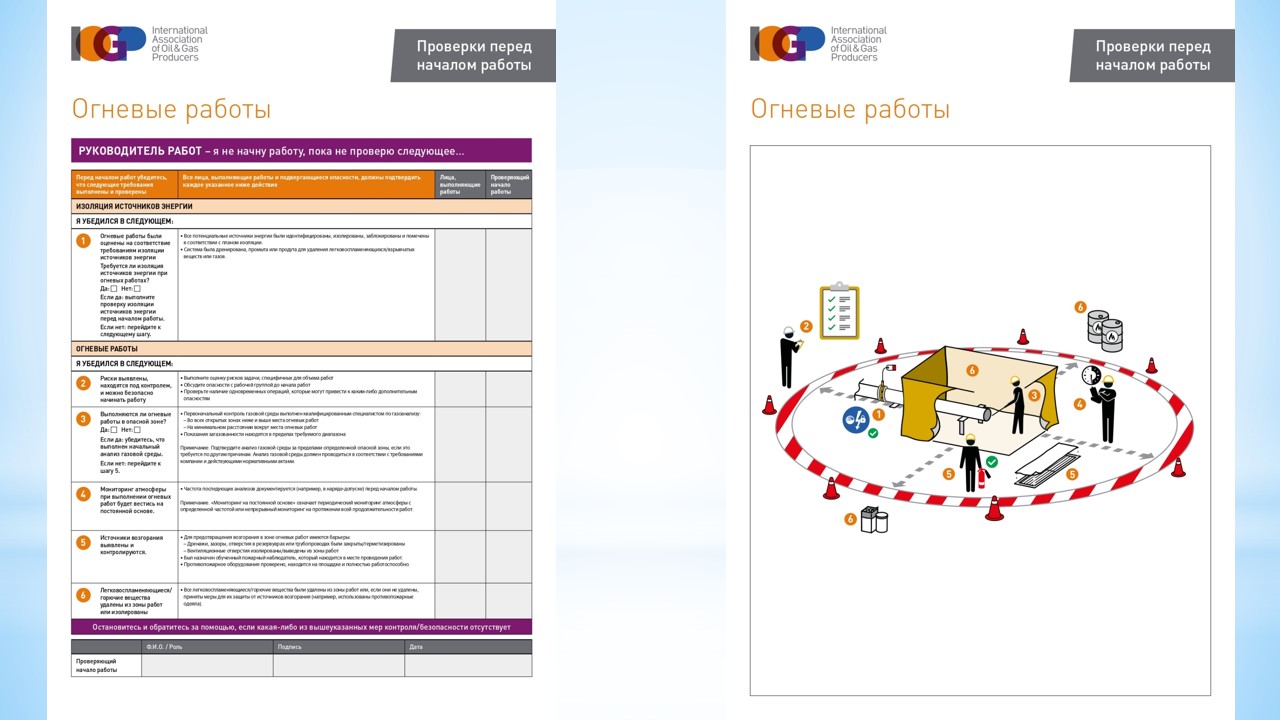 IOGP
International
Association
of Oil & Gas
Producers
Проверки перед
началом работы
Огневые работы
РУКОВОДИТЕЛЬ РАБОТ – я не начну работу, пока не проверю следующее...
Перед началом работ убедитесь,
что следующие требования
выполнены и проверены
Все лица, выполняющие работы и подвергающиеся опасности, должны подтвердить
каждое указанное ниже действие
Лица,
выполняющие
работы
Проверяющий
начало
работы
ИЗОЛЯЦИЯ ИСТОЧНИКОВ ЭНЕРГИИ
Я УБЕДИЛСЯ В СЛЕДУЮЩЕМ:
1
Огневые работы были
оценены на соответствие
требованиям изоляции
источников энергии
Требуется ли изоляция
источников энергии при
огневых работах?
Да: Нет:
Если да: выполните
проверку изоляции
источников энергии
перед началом работы.
Если нет: перейдите к
следующему шагу.
• Все потенциальные источники энергии были идентифицированы, изолированы, заблокированы и помечены
в соответствии с планом изоляции.
• Система была дренирована, промыта или продута для удаления легковоспламеняющихся/взрывчатых
веществ или газов.
ОГНЕВЫЕ РАБОТЫ
Я УБЕДИЛСЯ В СЛЕДУЮЩЕМ:
2
Риски выявлены,
находятся под контролем,
и можно безопасно
начинать работу
• Выполните оценку рисков задачи, специфичных для объема работ
• Обсудите опасности с рабочей группой до начала работ
• Проверьте наличие одновременных операций, которые могут привести к каким-либо дополнительным
опасностям
3
Выполняются ли огневые
работы в опасной зоне?
Да: Нет:
Если да: убедитесь, что
выполнен начальный
анализ газовой среды.
Если нет: перейдите к
шагу 5.
• Первоначальный контроль газовой среды выполнен квалифицированным специалистом по газоанализу:
– Во всех открытых зонах ниже и выше места огневых работ
– На минимальном расстоянии вокруг места огневых работ
• Показания загазованности находятся в пределах требуемого диапазона
Примечание. Подтвердите анализ газовой среды за пределами определенной опасной зоны, если это
требуется по другим причинам. Анализ газовой среды должен проводиться в соответствии с требованиями
компании и действующими нормативными актами.
4
Мониторинг атмосферы
при выполнении огневых
работ будет вестись на
постоянной основе.
• Частота последующих анализов документируется (например, в наряде-допуске) перед началом работы.
Примечание. «Мониторинг на постоянной основе» означает периодический мониторинг атмосферы с
определенной частотой или непрерывный мониторинг на протяжении всей продолжительности работ.
5
Источники возгорания
выявлены и
контролируются.
• Для предотвращения возгорания в зоне огневых работ имеются барьеры:
– Дренажи, зазоры, отверстия в резервуарах или трубопроводах были закрыты/герметизированы
– Вентиляционные отверстия изолированы/выведены из зоны работ
• Был назначен обученный пожарный наблюдатель, который находится в месте проведения работ.
• Противопожарное оборудование проверено, находится на площадке и полностью работоспособно.
6
Легковоспламеняющиеся/
горючие вещества
удалены из зоны работ
или изолированы
• Все легковоспламеняющиеся/горючие вещества были удалены из зоны работ или, если они не удалены,
приняты меры для их защиты от источников возгорания (например, использованы противопожарные
одеяла).
Остановитесь и обратитесь за помощью, если какая-либо из вышеуказанных мер контроля/безопасности отсутствует
Ф.И.О. / Роль
Подпись
Дата
Проверяющий
начало работы
IOGP
International
Association
of Oil & Gas
Producers
Проверки перед
началом работы
Огневые работы
6
2
6
3
4
1
5
5
6